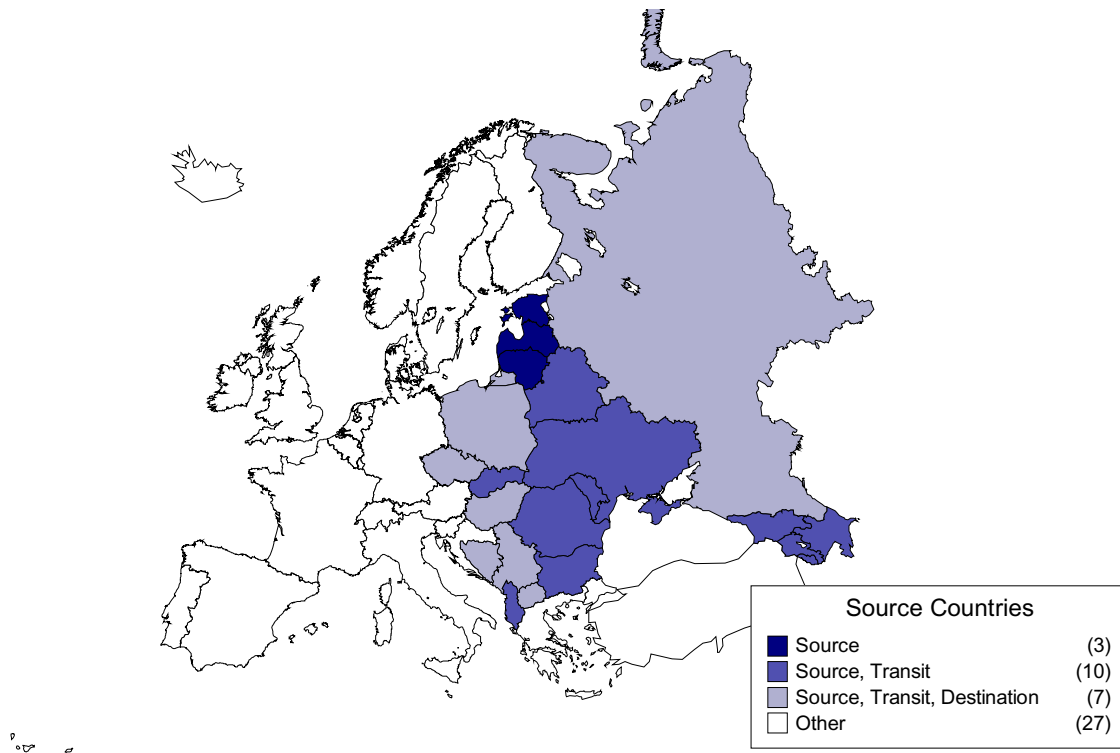 Source Countries
Source (3)
Source, Transit (10)
Source, Transit, Destination (7)
Other (27)